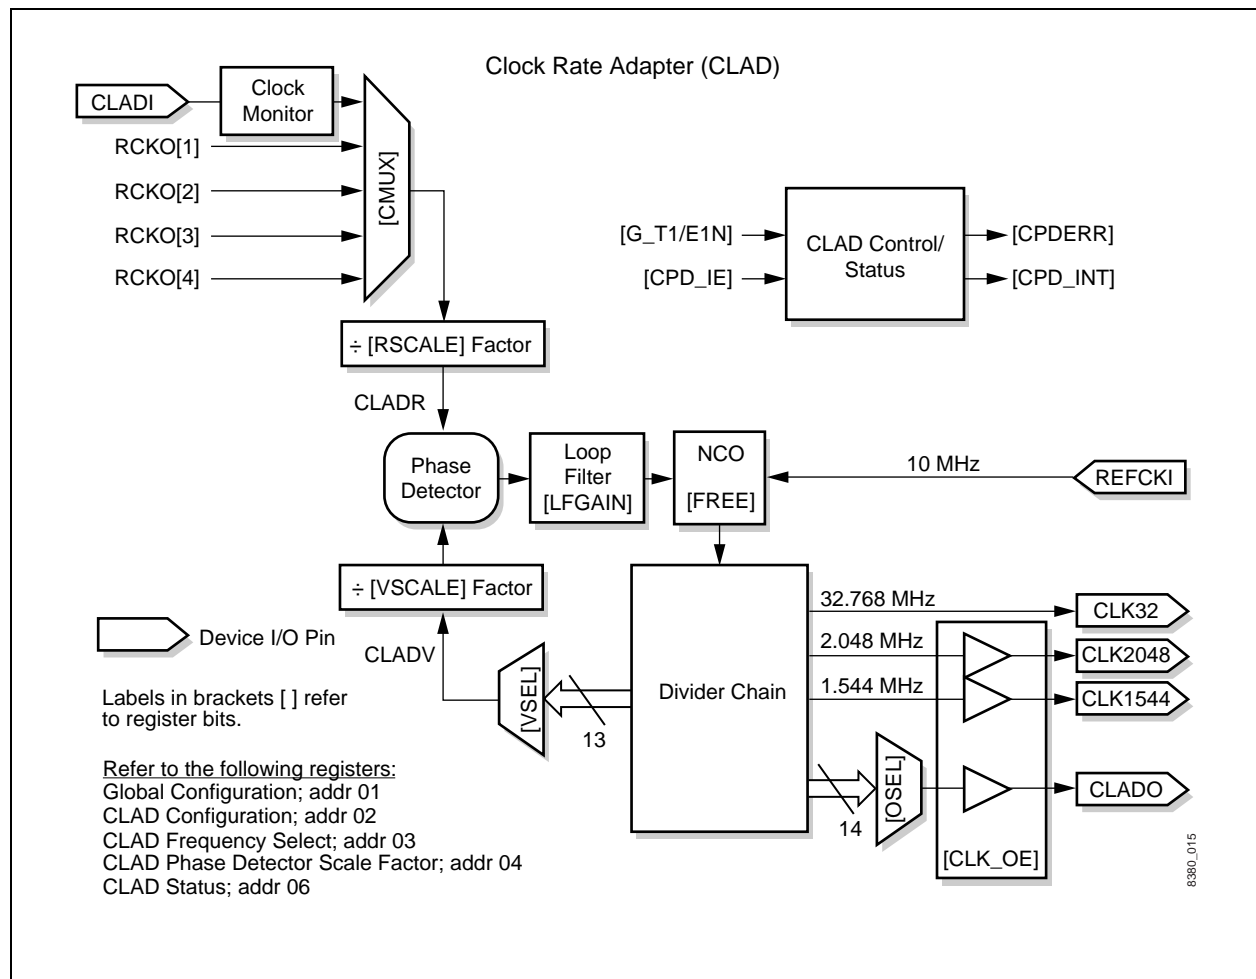 Clock Rate Adapter (CLAD)
CLADI
Clock
Monitor
RCKO[1]
RCKO[2]
RCKO[3]
RCKO[4]
[CMUX]
[G_T1/E1N]
[CPD_IE]
CLAD Control/
Status
[CPDERR]
[CPD_INT]
÷ [RSCALE] Factor
CLADR
Phase
Detector
Loop
Filter
[LFGAIN]
NCO
[FREE]
10 MHz
REFCKI
÷ [VSCALE] Factor
CLADV
[VSEL]
13
Divider Chain
32.768 MHz
CLK32
2.048 MHz
CLK2048
1.544 MHz
CLK1544
14
[OSEL]
CLADO
[CLK_OE]
Device I/O Pin
Labels in brackets [ ] refer
to register bits.
Refer to the following registers:
Global Configuration; addr 01
CLAD Configuration; addr 02
CLAD Frequency Select; addr 03
CLAD Phase Detector Scale Factor; addr 04
CLAD Status; addr 06
8380_015